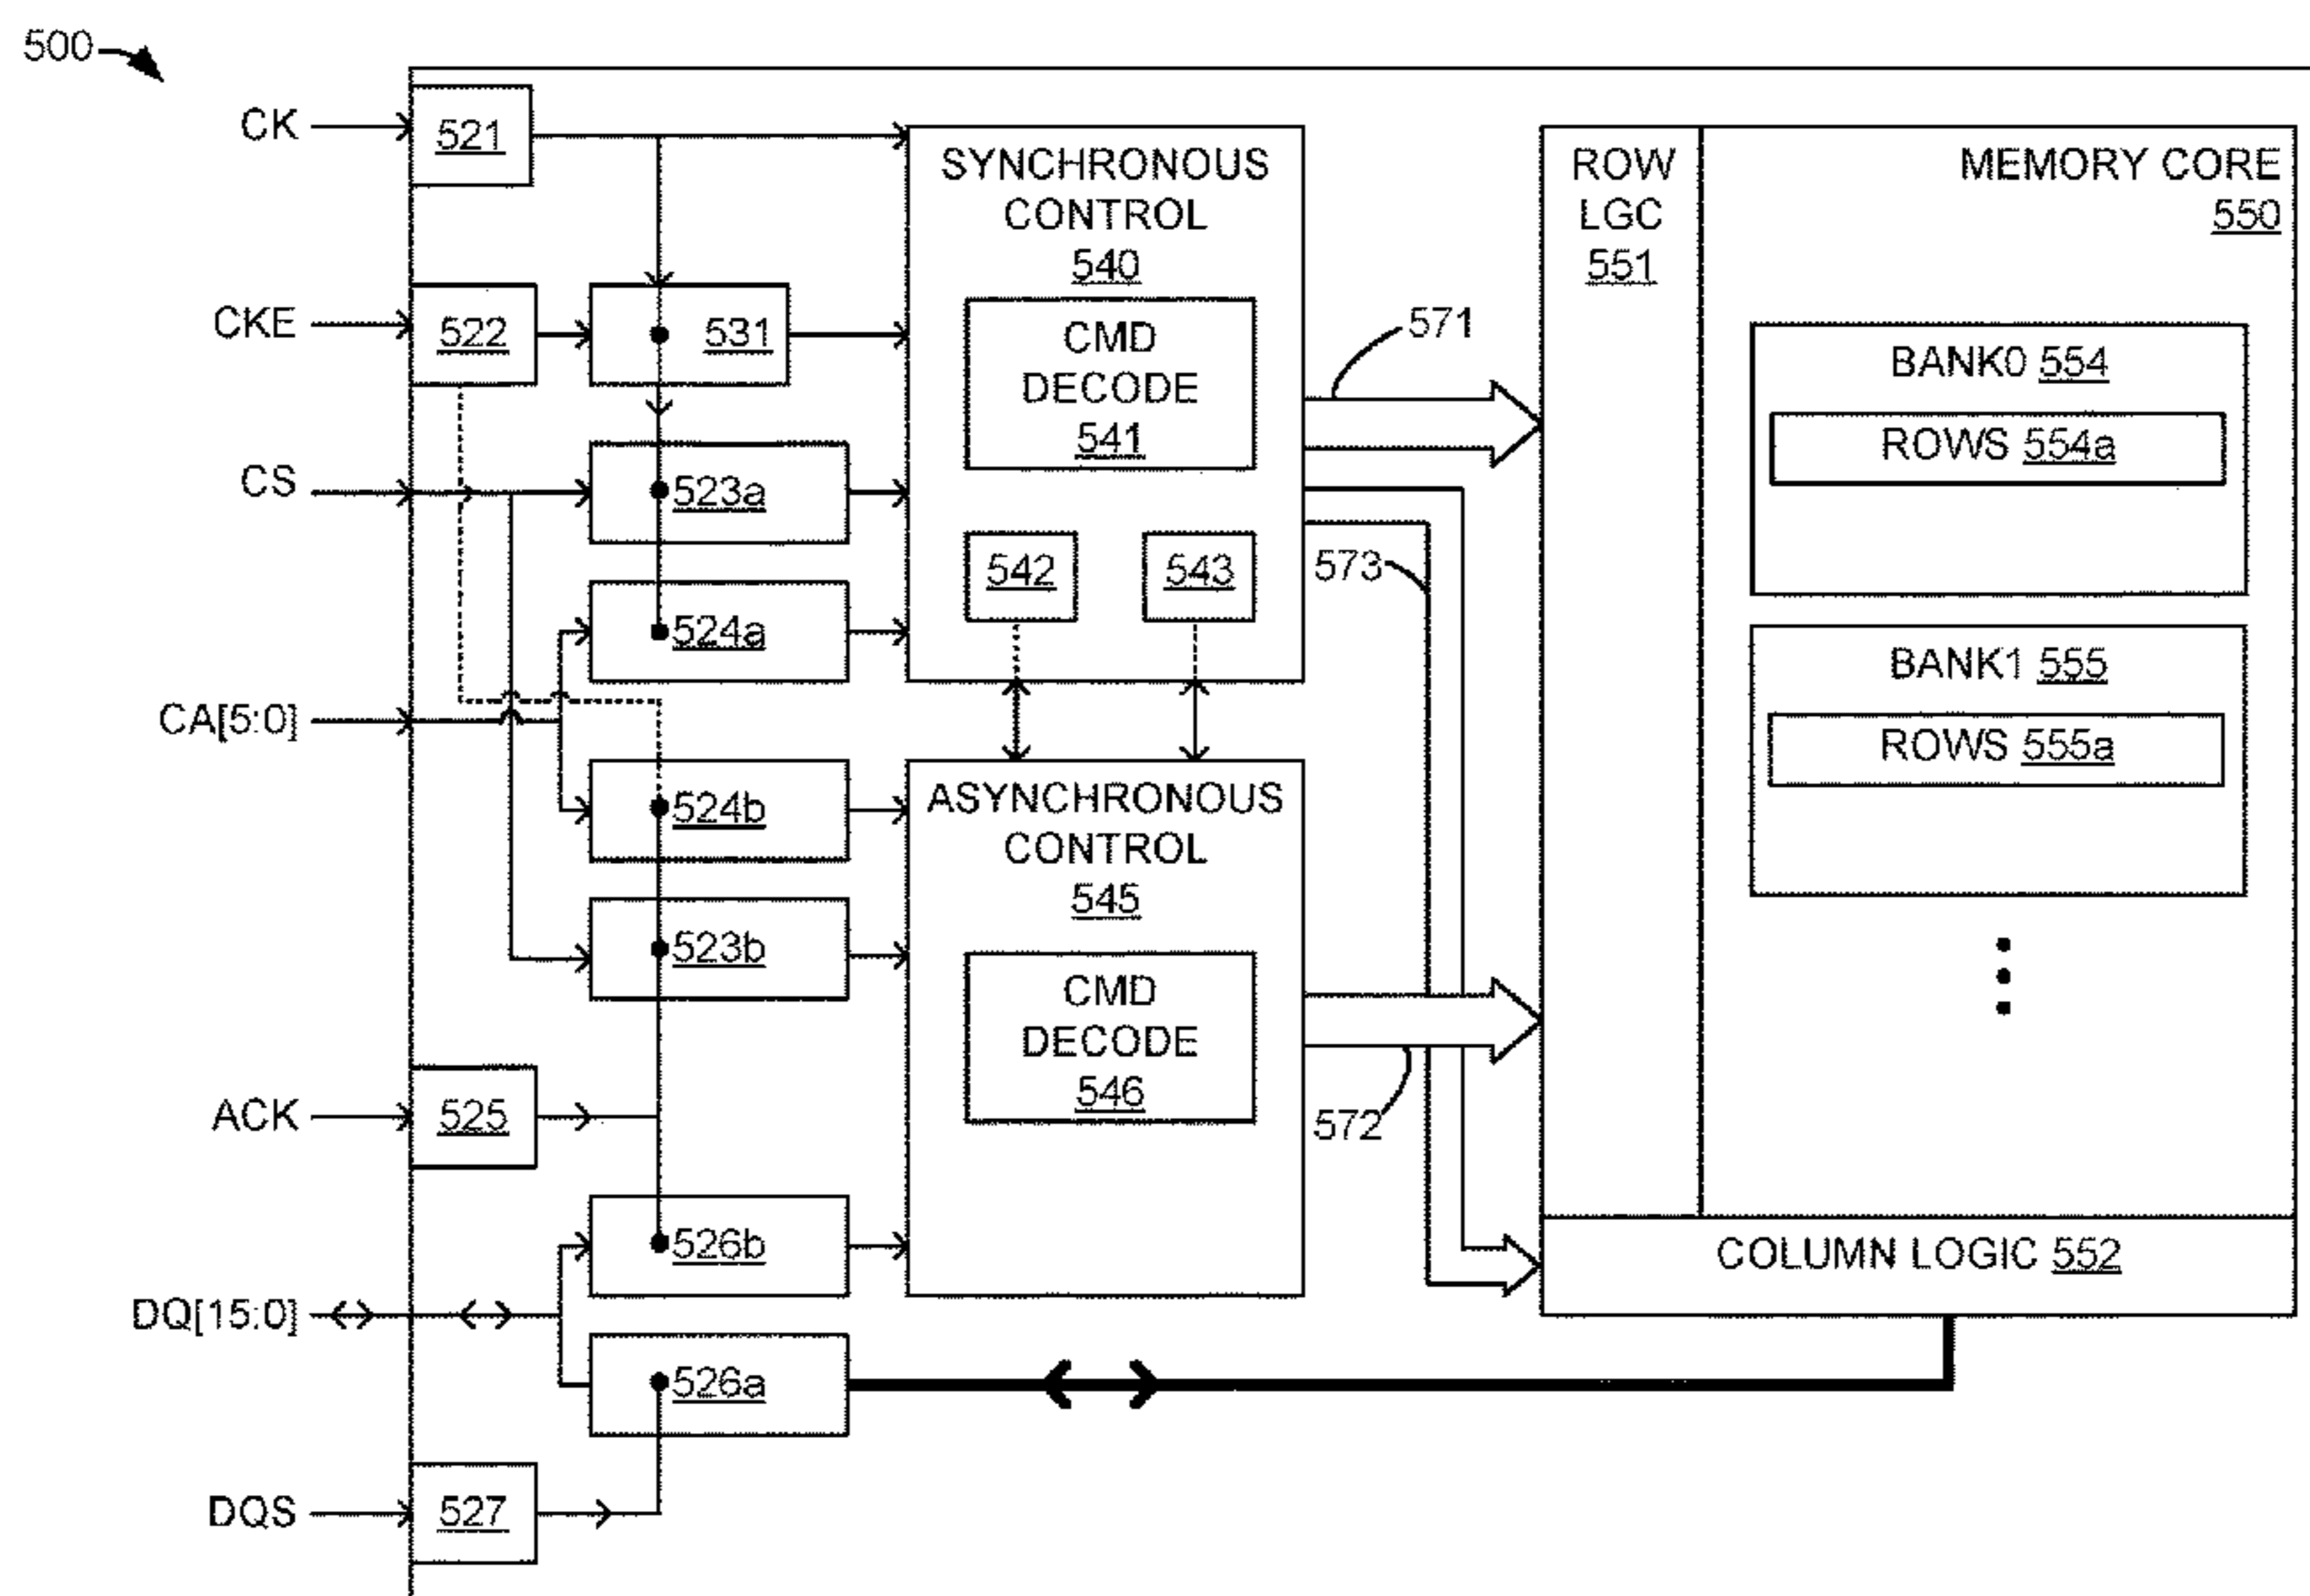 500
CK
521
CKE
522
531
CS
523a
524a
CA[5:0]
524b
523b
ACK
525
526b
DQ[15:0]
526a
DQS
527
SYNCHRONOUS
CONTROL
540
CMD
DECODE
541
542
543
ASYNCHRONOUS
CONTROL
545
CMD
DECODE
546
571
573
572
ROW
LGC
551
MEMORY CORE
550
BANK0 554
ROWS 554a
BANK1 555
ROWS 555a
COLUMN LOGIC 552